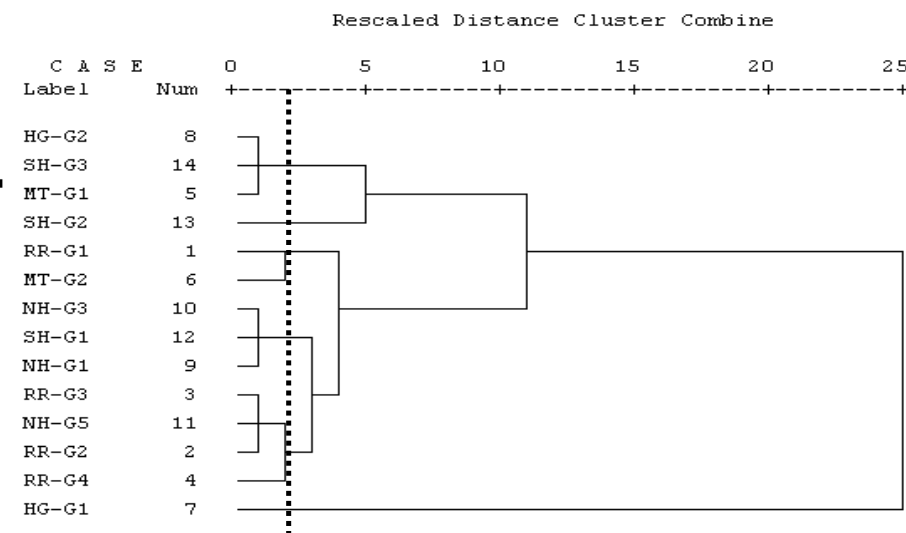 Rescaled Distance Cluster Combine
C A S E 0 5 10 15 20 25
Label Num
HG-G2 8
SH-G3 14
MT-G1 5
SH-G2 13
RR-G1 1
MT-G2 6
NH-G3 10
SH-G1 12
NH-G1 9
RR-G3 3
NH-G5 11
RR-G2 2
RR-G4 4
HG-G1 7